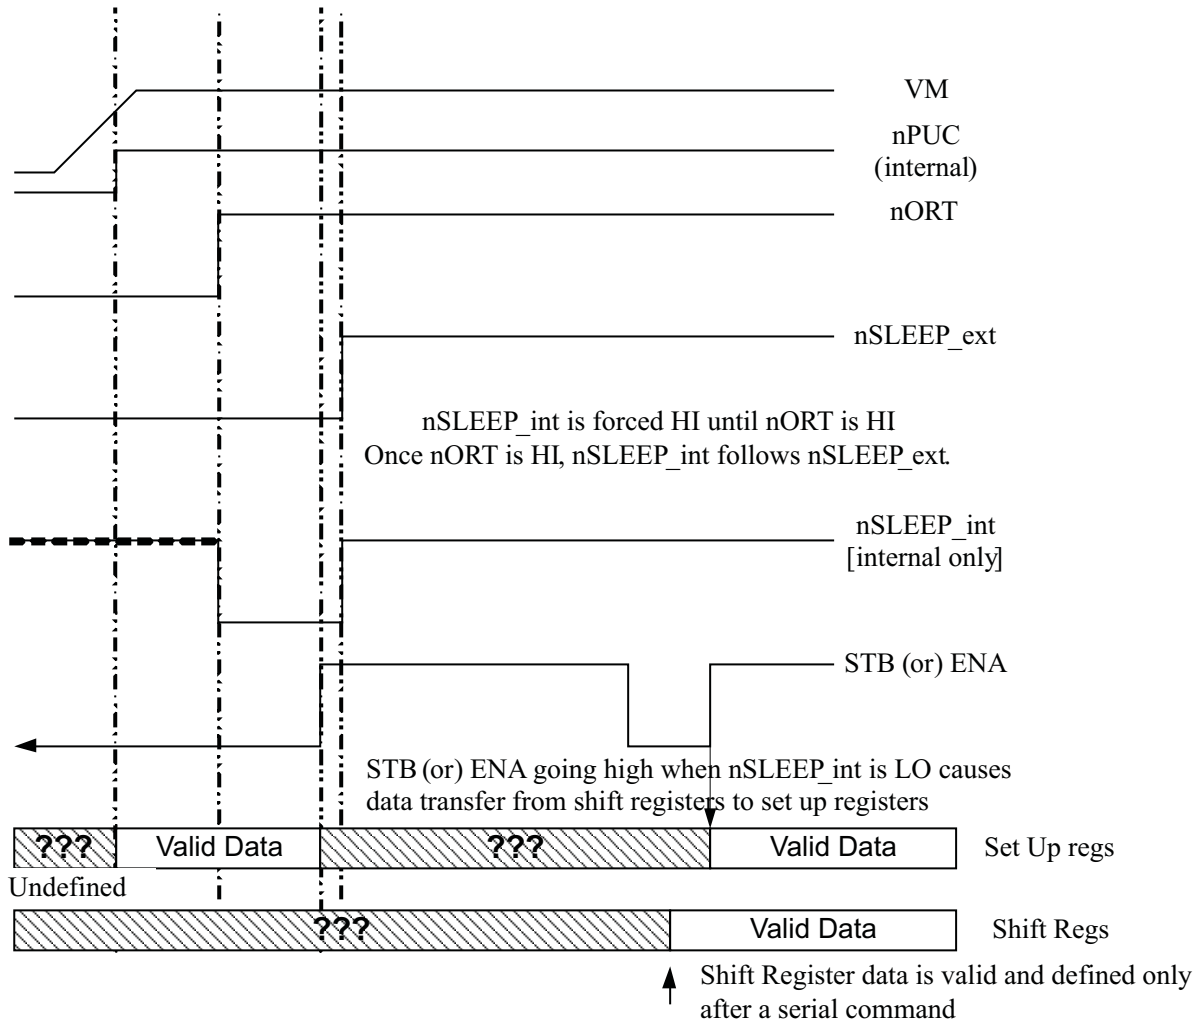 VM
nPUC
(internal)
nORT
nSLEEP_ext
nSLEEP_int is forced HI until nORT is HI
Once nORT is HI, nSLEEP_int follows nSLEEP_ext.
nSLEEP_int
[internal only]
STB (or) ENA
STB (or) ENA going high when nSLEEP_int is LO causes
data transfer from shift registers to set up registers
??? Valid Data ??? Valid Data Set Up regs
Undefined
??? Valid Data Shift Regs
Shift Register data is valid and defined only
after a serial command